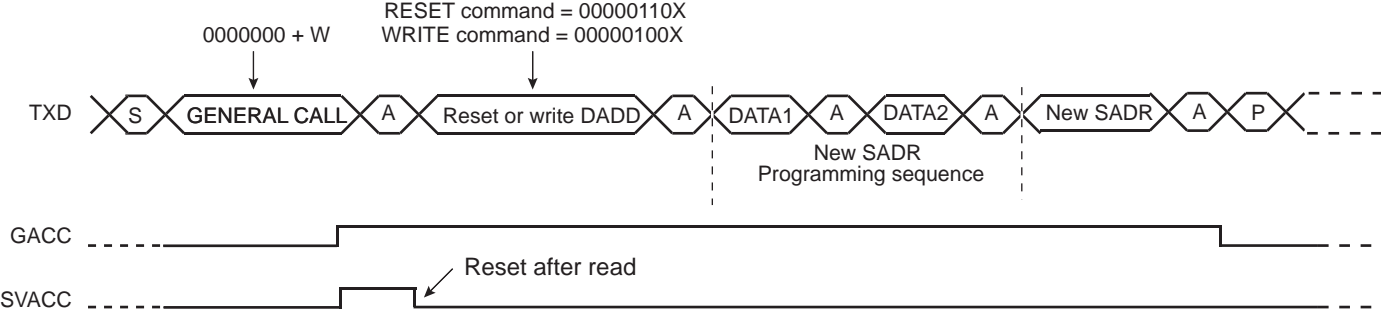 RESET command = 00000110X
0000000 + W
WRITE command = 00000100X
TXD
S
GENERAL CALL
A
Reset or write DADD
A
DATA1
A
DATA2
A
New SADR
A
P
New SADR
Programming sequence
GACC
Reset after read
SVACC